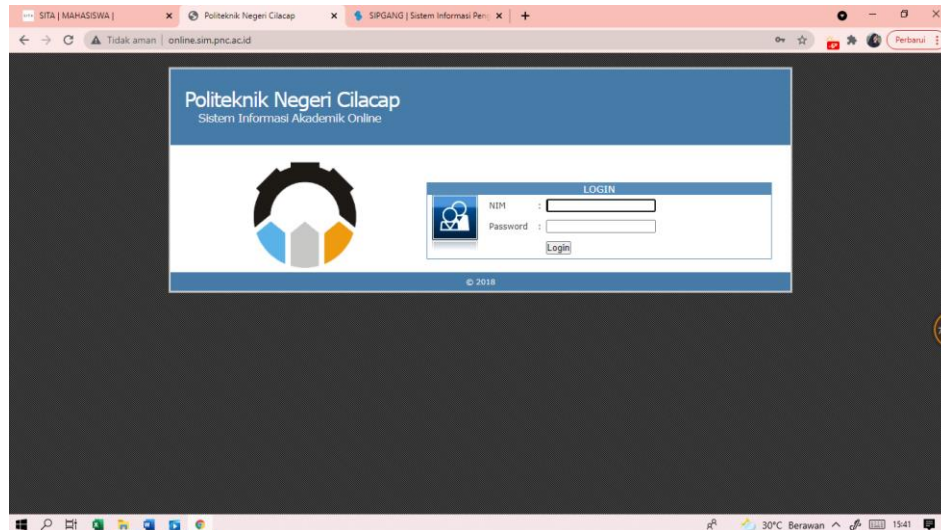 SITA | MAHASISWA |
Politeknik Negeri Cilacap
SIPGANG | Sistem Informasi Peng
Tidak aman | online.sim.pnc.ac.id
Perbarui
Politeknik Negeri Cilacap
Sistem Informasi Akademik Online
LOGIN
NIM :
Password :
Login
© 2018
30°C Berawan
15:41